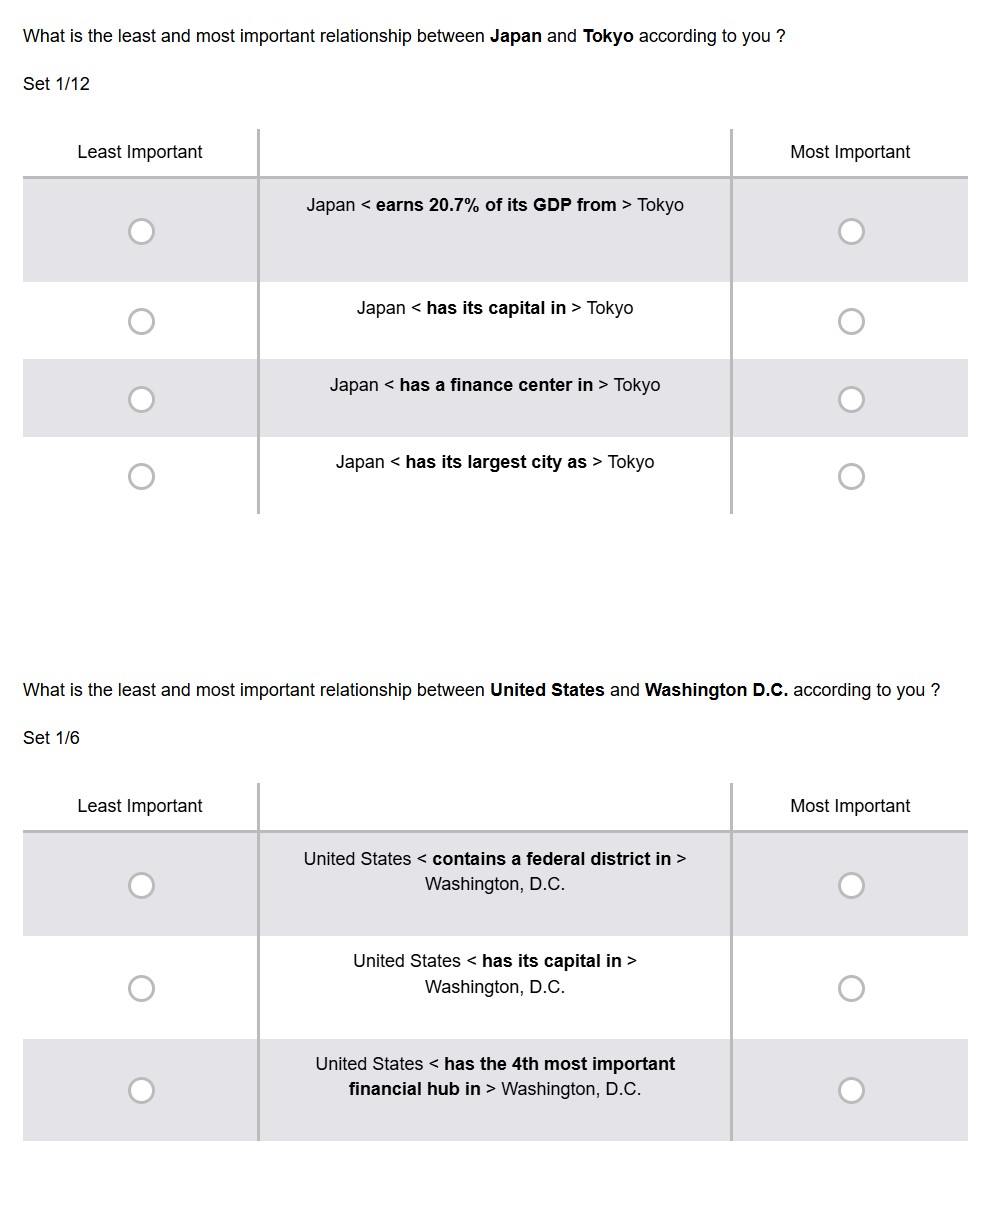 What is the least and most important relationship between Japan and Tokyo according to you ?
Set 1/12
Least Important
Most Important
Japan < earns 20.7% of its GDP from > Tokyo
Japan < has its capital in > Tokyo
Japan < has a finance center in > Tokyo
Japan < has its largest city as > Tokyo
What is the least and most important relationship between United States and Washington D.C. according to you ?
Set 1/6
Least Important
Most Important
United States < contains a federal district in >
Washington, D.C.
United States < has its capital in >
Washington, D.C.
United States < has the 4th most important
financial hub in > Washington, D.C.